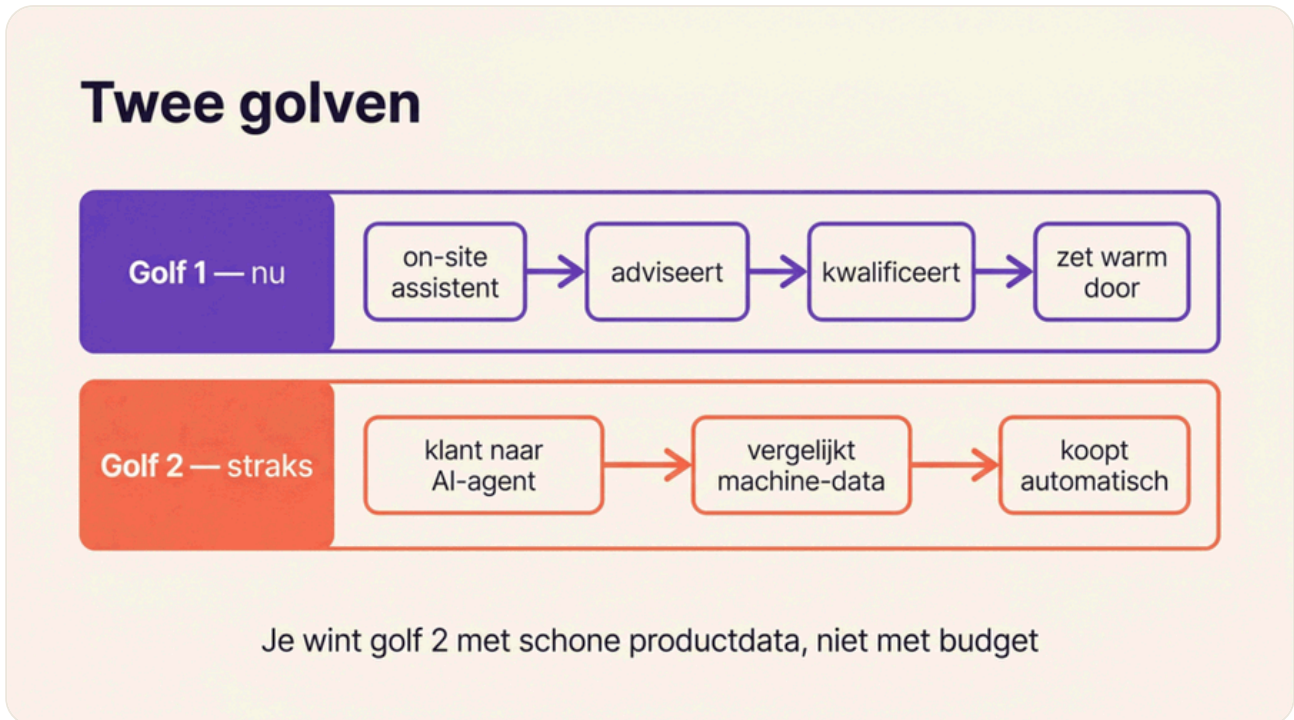 Twee golven
Golf 1 — nu
on-site
assistent
adviseert
kwalificeert
zet warm
door
Golf 2 — straks
klant naar
AI-agent
vergelijkt
machine-data
koopt
automatisch
Je wint golf 2 met schone productdata, niet met budget